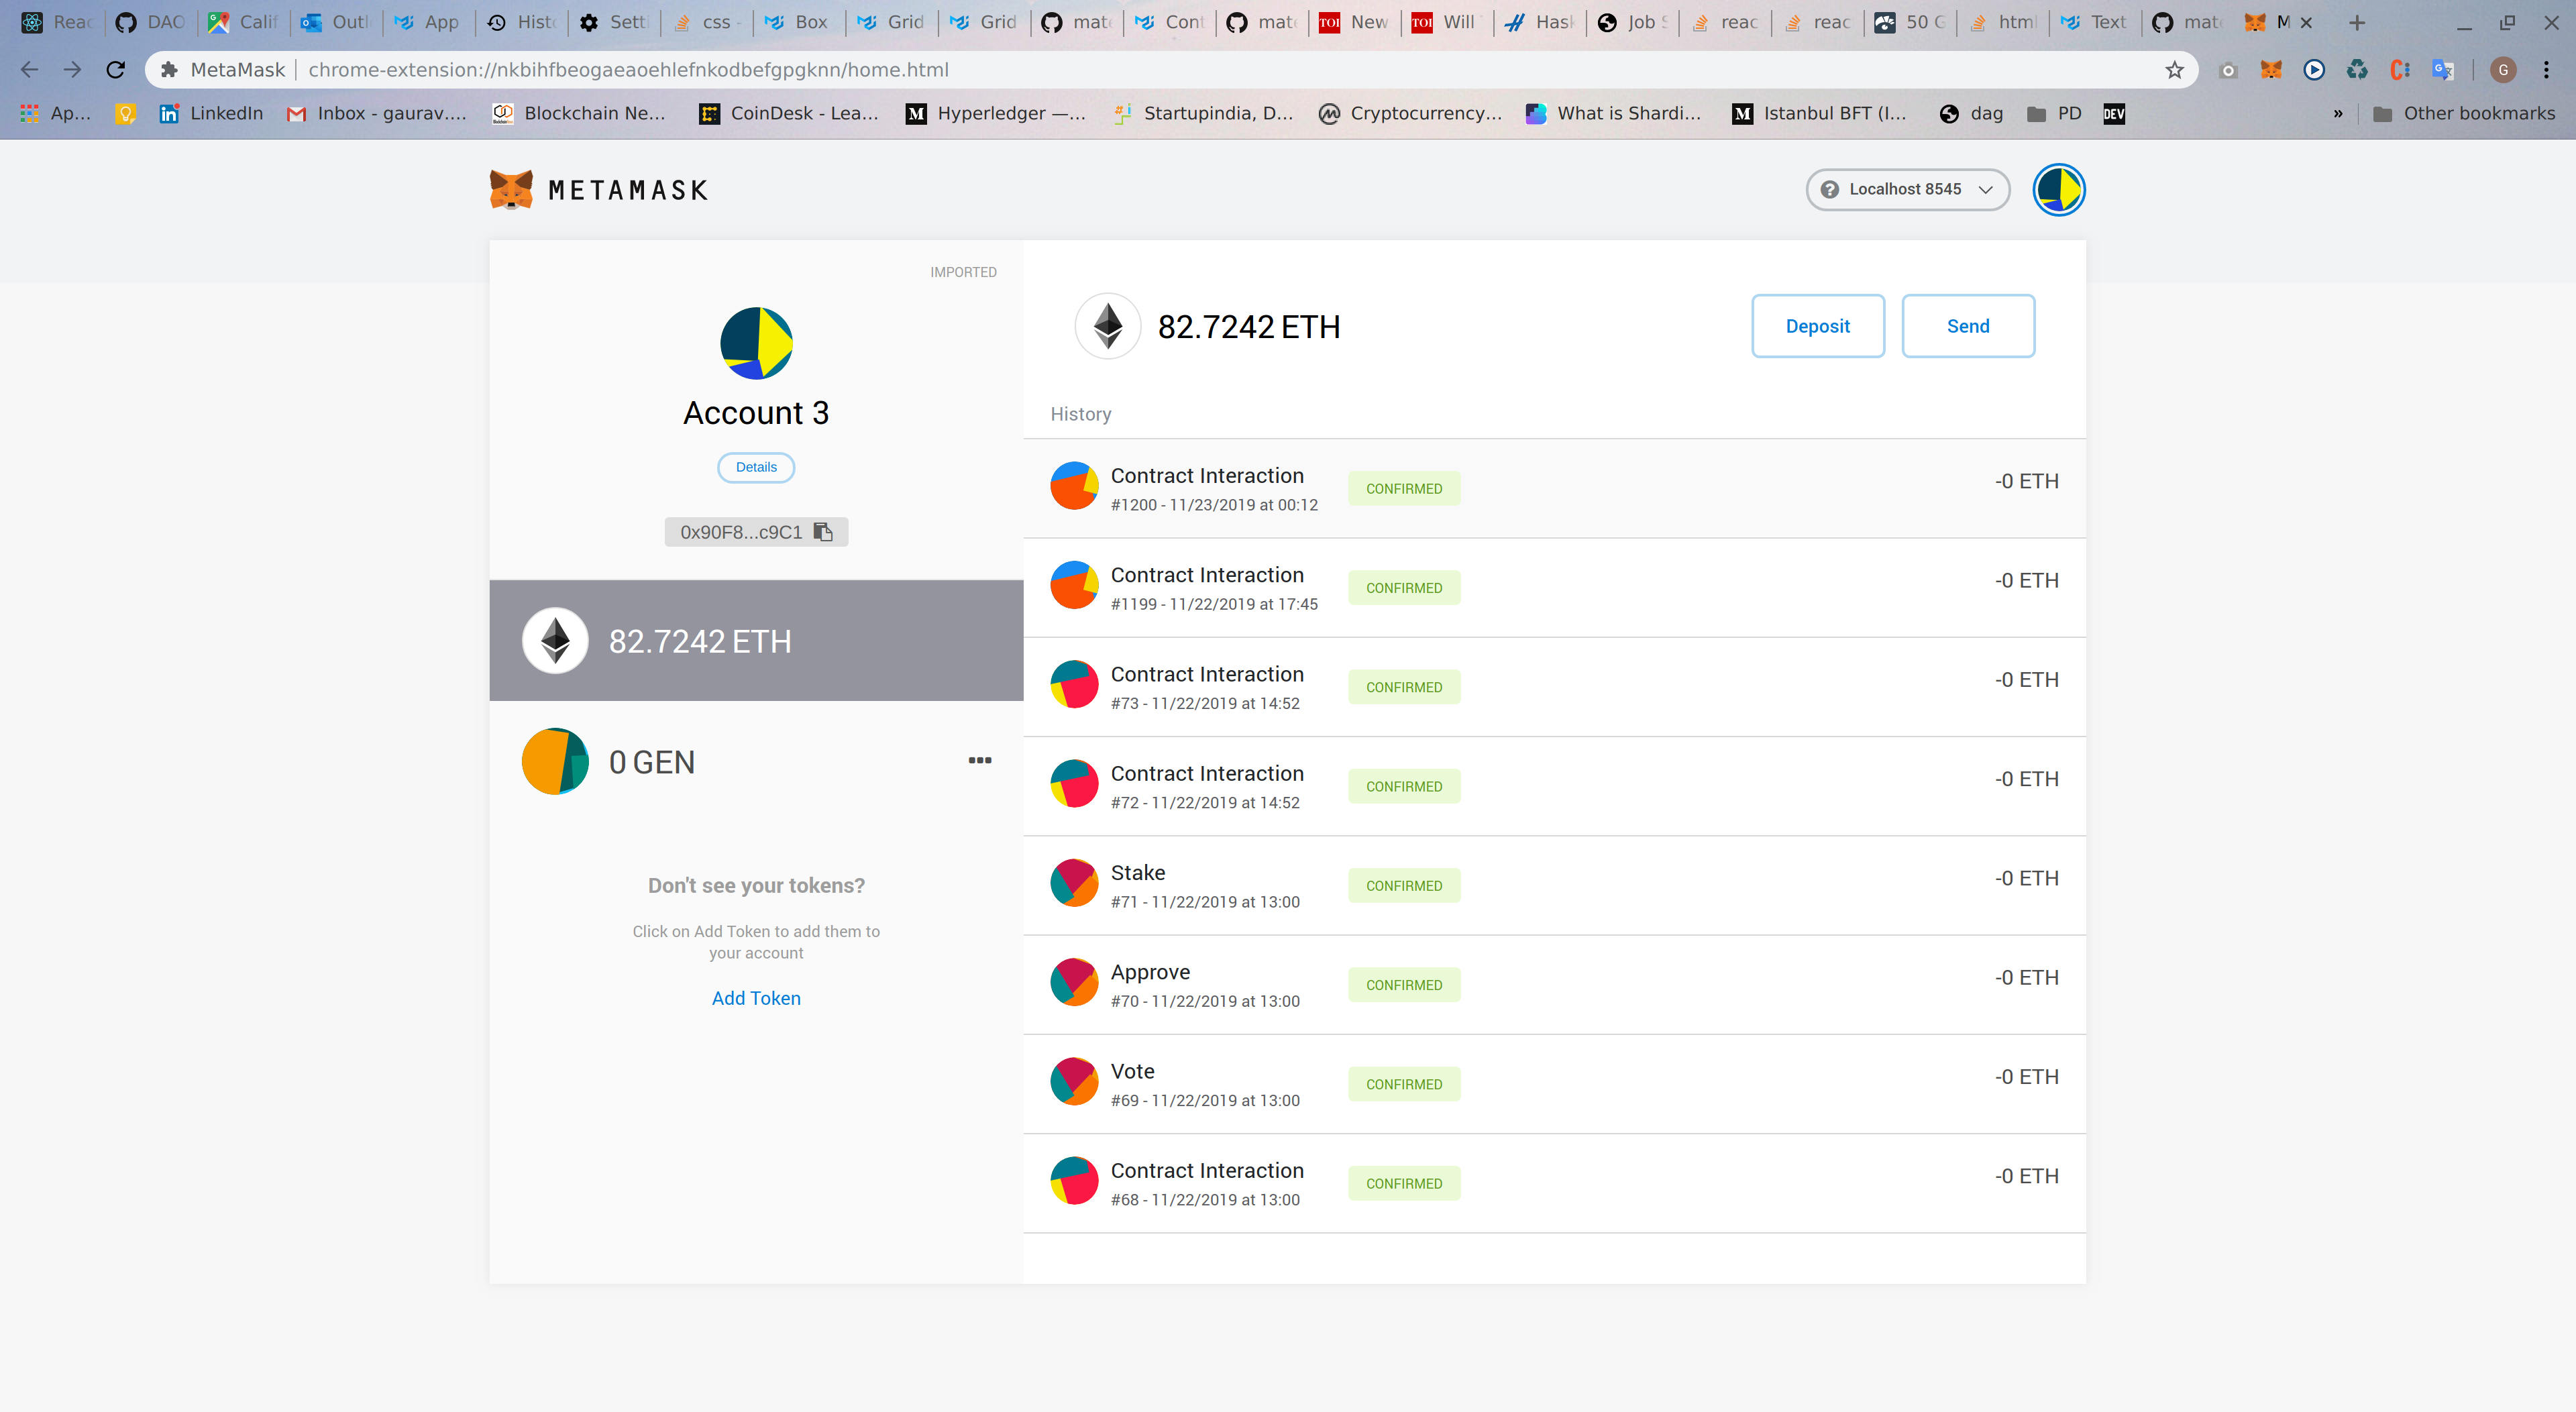 Reac DAO Calif Outl App Histo Setti css - Box Grid Grid mate Cont mate New Will Hask Job S reac reac 50 G html Text mate M
MetaMask chrome-extension://nkbihfbeogaeaoehlefnkodbefgpgknn/home.html G
Ap... LinkedIn Inbox - gaurav.... Blockchain Ne... CoinDesk - Lea... Hyperledger —... Startupindia, D... Cryptocurrency... What is Shardi... Istanbul BFT (I... dag PD DEV » Other bookmarks
METAMASK
Localhost 8545
IMPORTED
Account 3
Details
0x90F8...c9C1
82.7242 ETH
0 GEN
Don't see your tokens?
Click on Add Token to add them to
your account
Add Token
82.7242 ETH
Deposit
Send
History
Contract Interaction
#1200 - 11/23/2019 at 00:12
CONFIRMED
-0 ETH
Contract Interaction
#1199 - 11/22/2019 at 17:45
CONFIRMED
-0 ETH
Contract Interaction
#73 - 11/22/2019 at 14:52
CONFIRMED
-0 ETH
Contract Interaction
#72 - 11/22/2019 at 14:52
CONFIRMED
-0 ETH
Stake
#71 - 11/22/2019 at 13:00
CONFIRMED
-0 ETH
Approve
#70 - 11/22/2019 at 13:00
CONFIRMED
-0 ETH
Vote
#69 - 11/22/2019 at 13:00
CONFIRMED
-0 ETH
Contract Interaction
#68 - 11/22/2019 at 13:00
CONFIRMED
-0 ETH